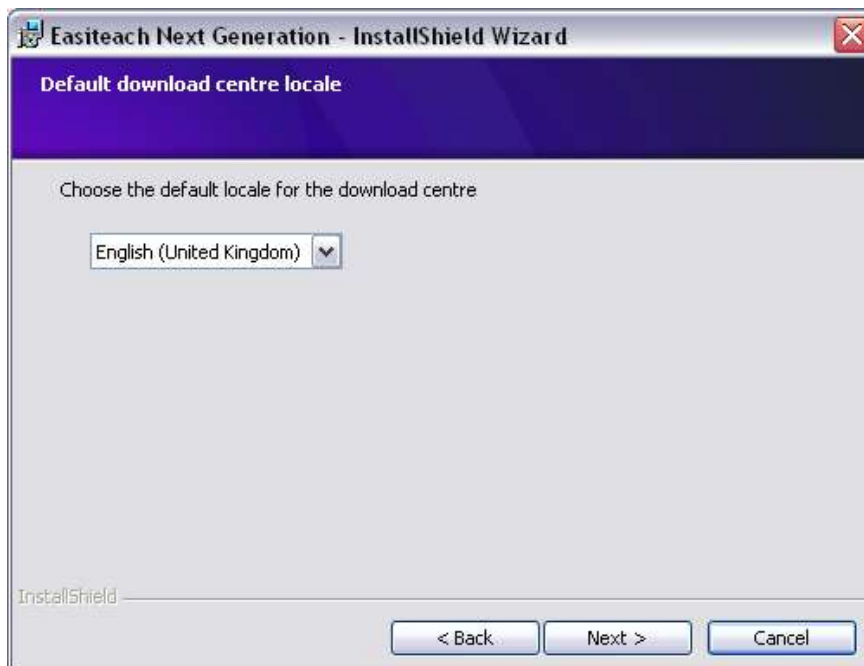 Easiteach Next Generation - InstallShield Wizard
Default download centre locale
Choose the default locale for the download centre
English (United Kingdom)
InstallShield
< Back
Next >
Cancel